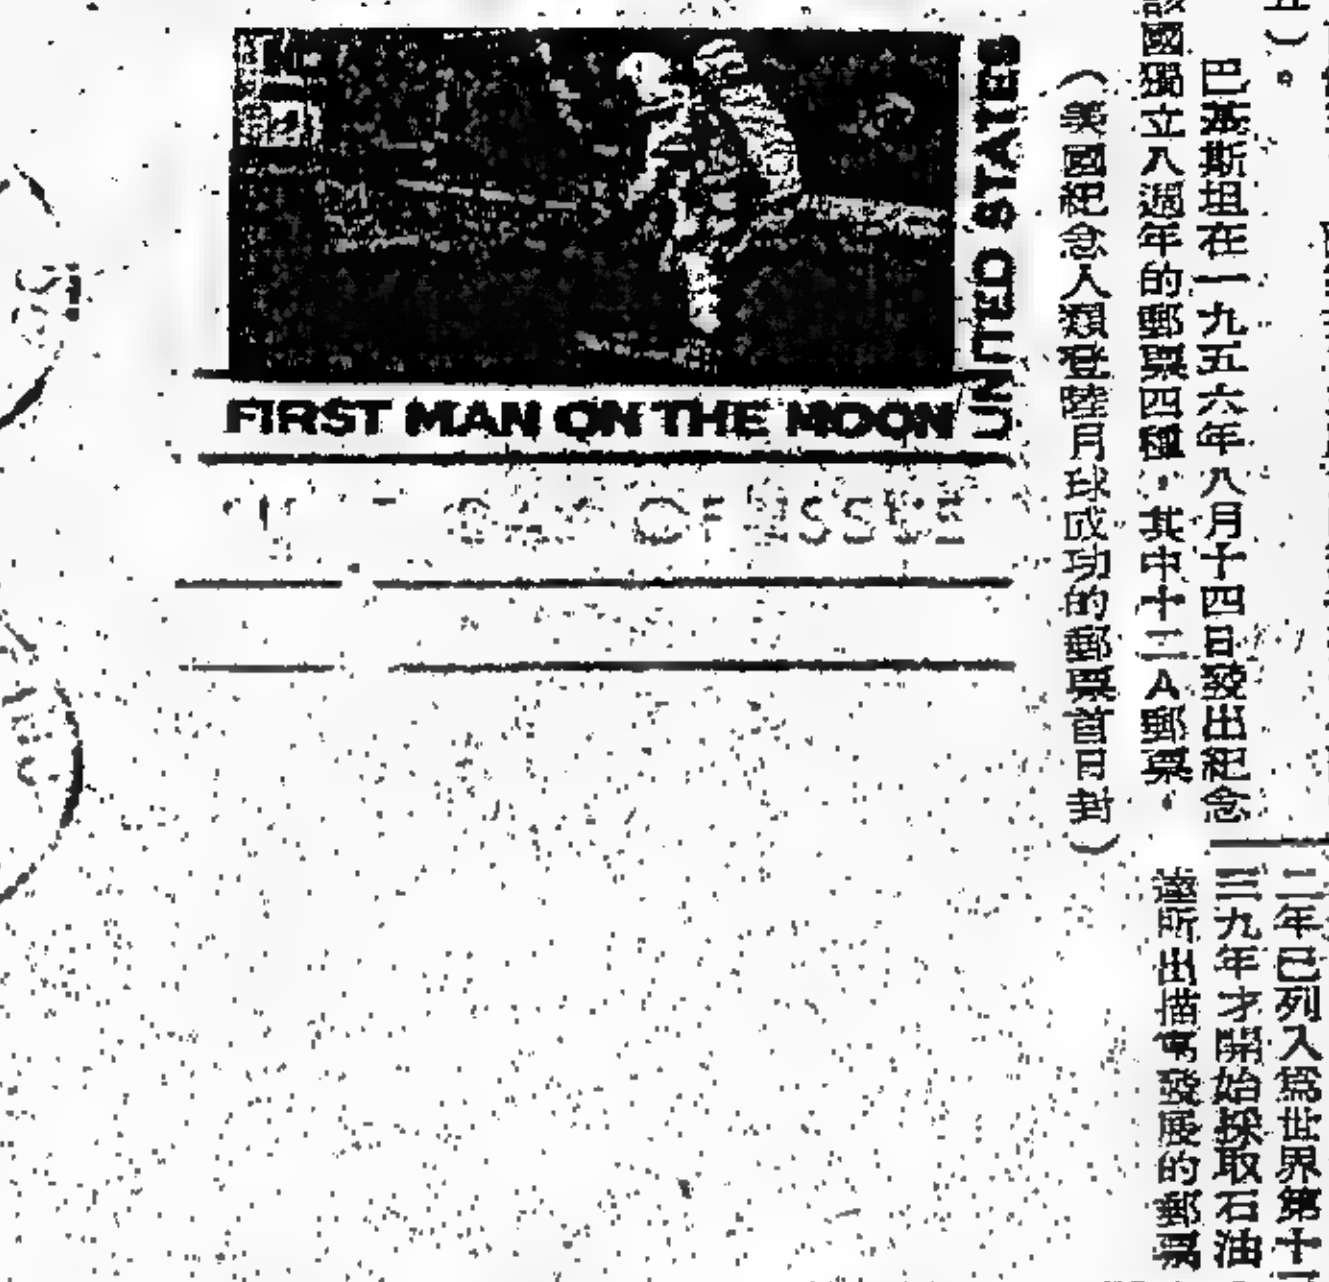 巴基斯坦在一九五六年八月十四日發出紀念
該國獨立八週年的郵票四種，其中十二A郵票，
（美國紀念人類登陸月球成功的郵票首日封）
UNITED STATES
FIRST MAN ON THE MOON
OF ISSUE
二年已列入爲世界第十
三九年才開始採取石油
達所出描寫發展的郵票